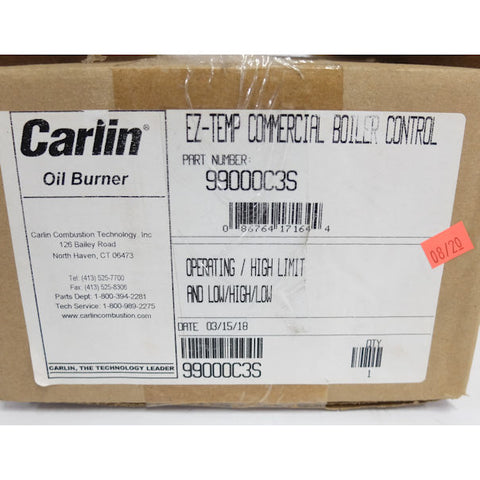 Carlin®
Oil Burner
Carlin Combustion Technology Inc
126 Bailey Road
North Haven, CT 06473
Tel: (413) 525-7700
Fax: (413) 525-8306
Parts Dept: 1-800-394-2281
Tech Service: 1-800-989-2275
www.carlincombustion.com
CARLIN, THE TECHNOLOGY LEADER
EZ-TEMP COMMERCIAL BOILER CONTROL
PART NUMBER:
99000C3S
0 86764 17164 4
OPERATING / HIGH LIMIT
AND LOW/HIGH/LOW
DATE 03/15/18
99000C3S
QTY
1
08/29